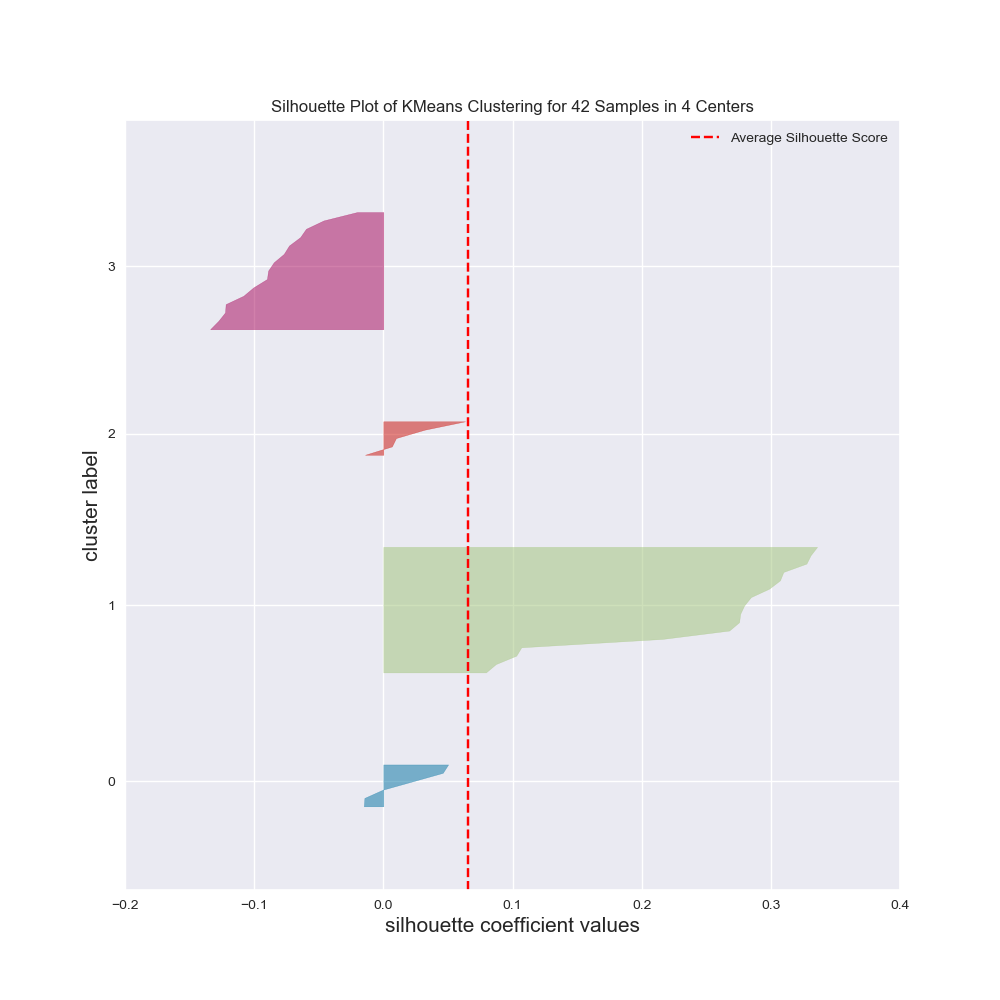 Silhouette Plot of KMeans Clustering for 42 Samples in 4 Centers
Average Silhouette Score
3
2
1
0
cluster label
−0.2 −0.1 0.0 0.1 0.2 0.3 0.4
silhouette coefficient values